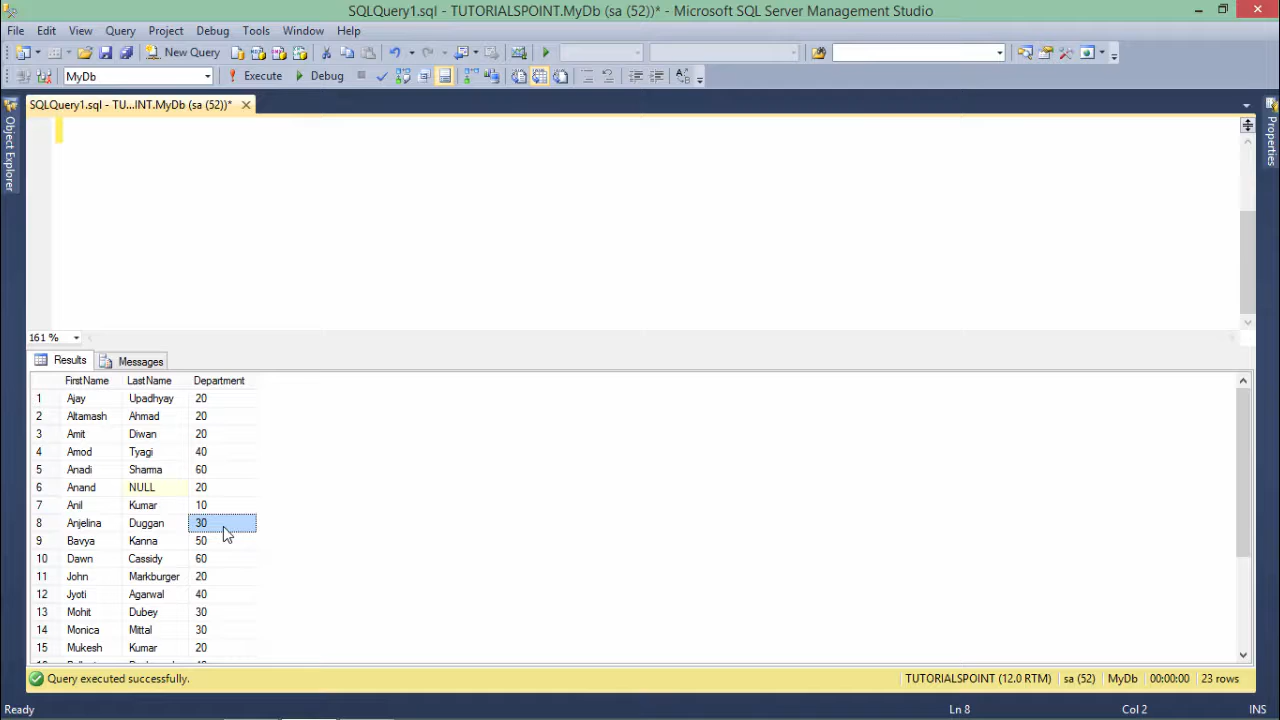 SQLQuery1.sql - TUTORIALSPOINT.MyDb (sa (52))* - Microsoft SQL Server Management Studio
File Edit View Query Project Debug Tools Window Help
New Query
MyDb Execute Debug
SQLQuery1.sql - TU...INT.MyDb (sa (52))*
Object Explorer
Properties
161 %
Results Messages
FirstName LastName Department
1 Ajay Upadhyay 20
2 Altamash Ahmad 20
3 Amit Diwan 20
4 Amod Tyagi 40
5 Anadi Sharma 60
6 Anand NULL 20
7 Anil Kumar 10
8 Anjelina Duggan 30
9 Bavya Kanna 50
10 Dawn Cassidy 60
11 John Markburger 20
12 Jyoti Agarwal 40
13 Mohit Dubey 30
14 Monica Mittal 30
15 Mukesh Kumar 20
Query executed successfully. TUTORIALSPOINT (12.0 RTM) sa (52) MyDb 00:00:00 23 rows
Ready Ln 8 Col 2 INS